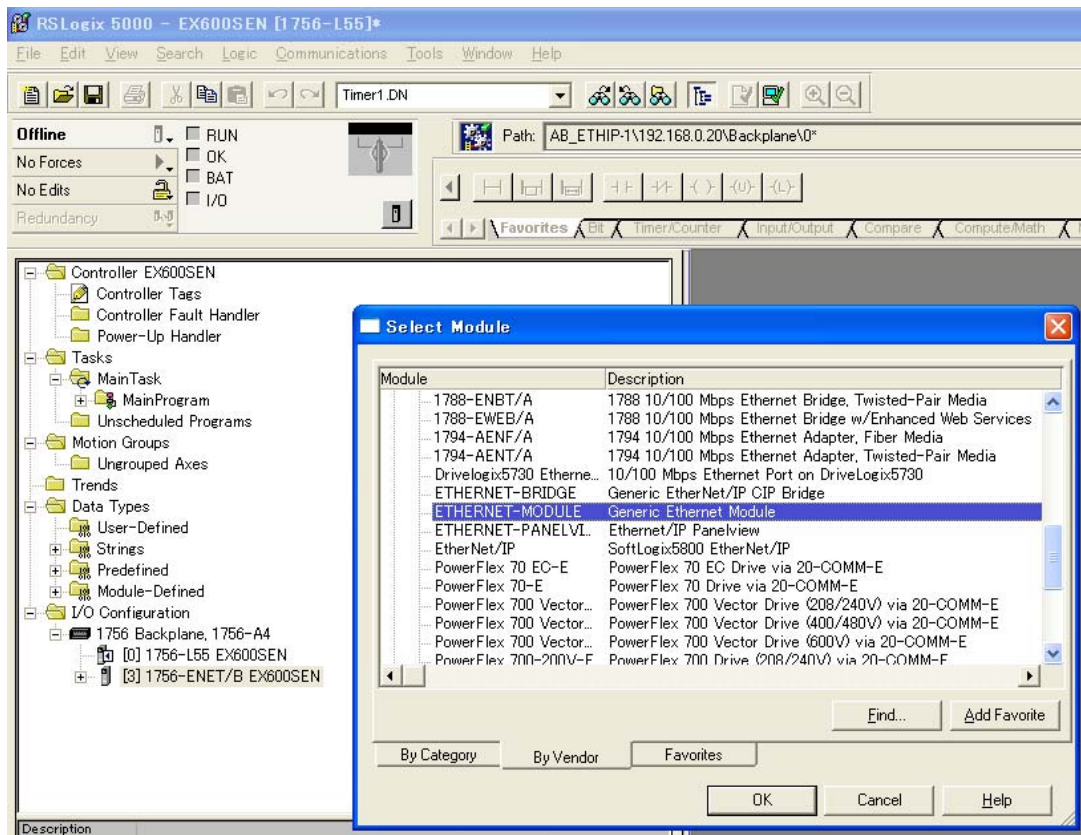 RSLogix 5000 - EX600SEN [1756-L55]*
File Edit View Search Logic Communications Tools Window Help
Timer1.DN
Offline
RUN
No Forces
OK
No Edits
BAT
Redundancy
I/O
Path: AB_ETHIP-1\192.168.0.20\Backplane\0*
Favorites Bit Timer/Counter Input/Output Compare Compute/Math
Controller EX600SEN
Controller Tags
Controller Fault Handler
Power-Up Handler
Tasks
MainTask
MainProgram
Unscheduled Programs
Motion Groups
Ungrouped Axes
Trends
Data Types
User-Defined
Strings
Predefined
Module-Defined
I/O Configuration
1756 Backplane, 1756-A4
[0] 1756-L55 EX600SEN
[3] 1756-ENET/B EX600SEN
Description
Select Module
Module Description
1788-ENBT/A 1788 10/100 Mbps Ethernet Bridge, Twisted-Pair Media
1788-EWEB/A 1788 10/100 Mbps Ethernet Bridge w/Enhanced Web Services
1794-AENF/A 1794 10/100 Mbps Ethernet Adapter, Fiber Media
1794-AENT/A 1794 10/100 Mbps Ethernet Adapter, Twisted-Pair Media
Drivelogix5730 Etherne... 10/100 Mbps Ethernet Port on DriveLogix5730
ETHERNET-BRIDGE Generic EtherNet/IP CIP Bridge
ETHERNET-MODULE Generic Ethernet Module
ETHERNET-PANELVI... Ethernet/IP Panelview
EtherNet/IP SoftLogix5800 EtherNet/IP
PowerFlex 70 EC-E PowerFlex 70 EC Drive via 20-COMM-E
PowerFlex 70-E PowerFlex 70 Drive via 20-COMM-E
PowerFlex 700 Vector... PowerFlex 700 Vector Drive (208/240V) via 20-COMM-E
PowerFlex 700 Vector... PowerFlex 700 Vector Drive (400/480V) via 20-COMM-E
PowerFlex 700 Vector... PowerFlex 700 Vector Drive (600V) via 20-COMM-E
PowerFlex 700-200V-E PowerFlex 700 Drive (208/240V) via 20-COMM-E
Find... Add Favorite
By Category By Vendor Favorites
OK Cancel Help